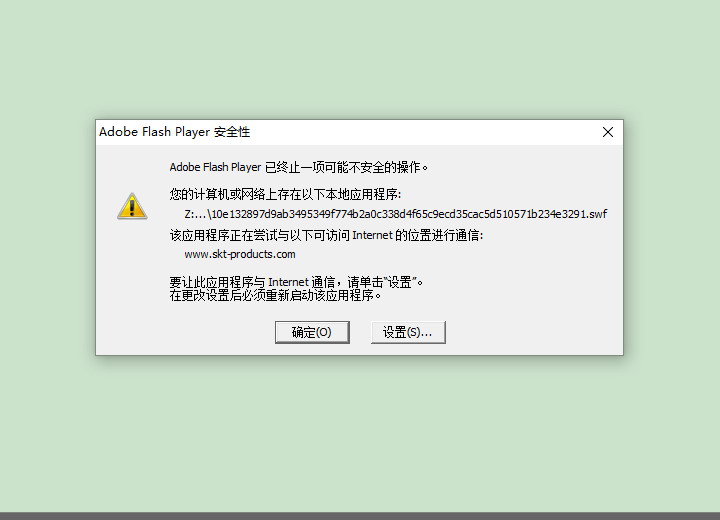 Adobe Flash Player 安全性
Adobe Flash Player 已终止一项可能不安全的操作。
您的计算机或网络上存在以下本地应用程序:
Z:...\10e132897d9ab3495349f774b2a0c338d4f65c9ecd35cac5d510571b234e3291.swf
该应用程序正在尝试与以下可访问 Internet 的位置进行通信:
www.skt-products.com
要让此应用程序与 Internet 通信，请单击“设置”。
在更改设置后必须重新启动该应用程序。
确定(O) 设置(S)...